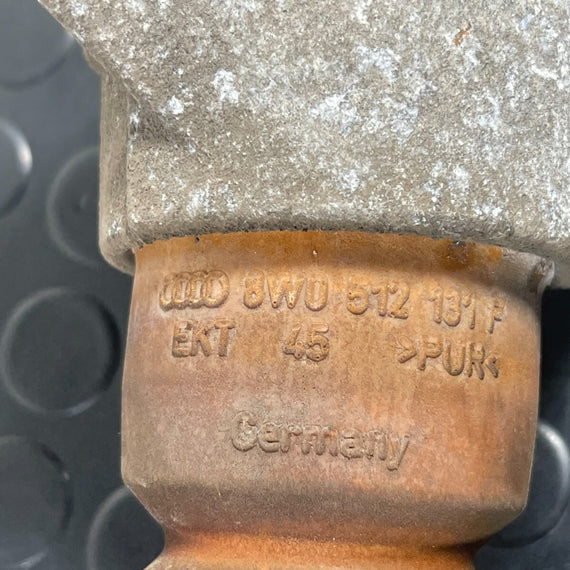 8W0 512 131 P
EKT 45 >PUR<
Germany